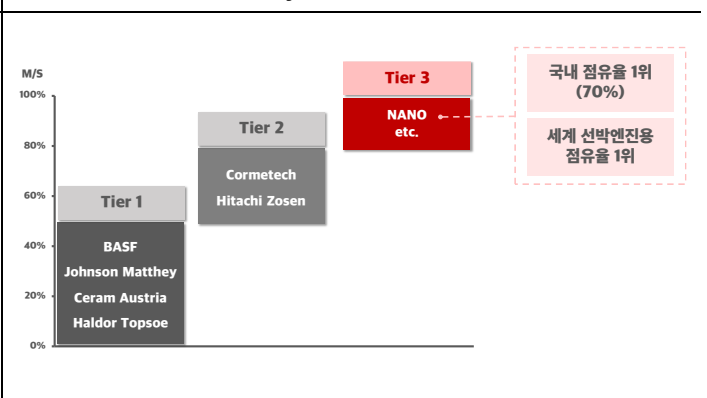 M/S
100%
80%
60%
40%
20%
0%
Tier 1
BASF
Johnson Matthey
Ceram Austria
Haldor Topsoe
Tier 2
Cormetech
Hitachi Zosen
Tier 3
NANO
etc.
국내 점유율 1위
(70%)
세계 선박엔진용
점유율 1위